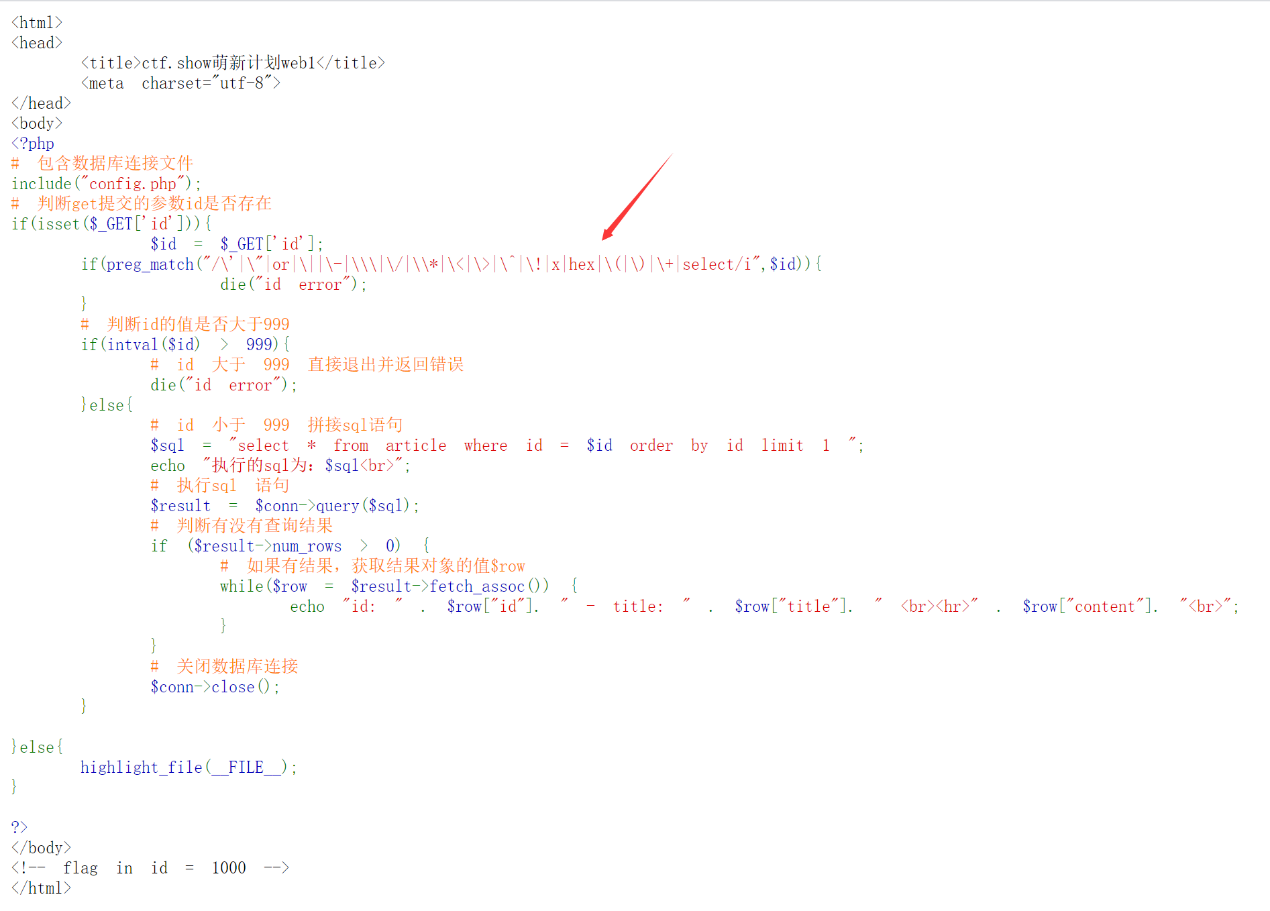 <html>
<head>
<title>ctf.show萌新计划web1</title>
<meta charset="utf-8">
</head>
<body>
<?php
# 包含数据库连接文件
include("config.php");
# 判断get提交的参数id是否存在
if(isset($_GET['id'])){
$id = $_GET['id'];
if(preg_match("/\'|\"|or|\||\-|\\\|\/|\\*|\<|\>|\^|\!|x|hex|\(|\)|\+|select/i",$id)){
die("id error");
}
# 判断id的值是否大于999
if(intval($id) > 999){
# id 大于 999 直接退出并返回错误
die("id error");
}else{
# id 小于 999 拼接sql语句
$sql = "select * from article where id = $id order by id limit 1 ";
echo "执行的sql为：$sql<br>";
# 执行sql 语句
$result = $conn->query($sql);
# 判断有没有查询结果
if ($result->num_rows > 0) {
# 如果有结果，获取结果对象的值$row
while($row = $result->fetch_assoc()) {
echo "id: " . $row["id"]. " - title: " . $row["title"]. " <br><hr>" . $row["content"]. "<br>";
}
}
# 关闭数据库连接
$conn->close();
}
}else{
highlight_file(__FILE__);
}
?>
</body>
<!-- flag in id = 1000 -->
</html>